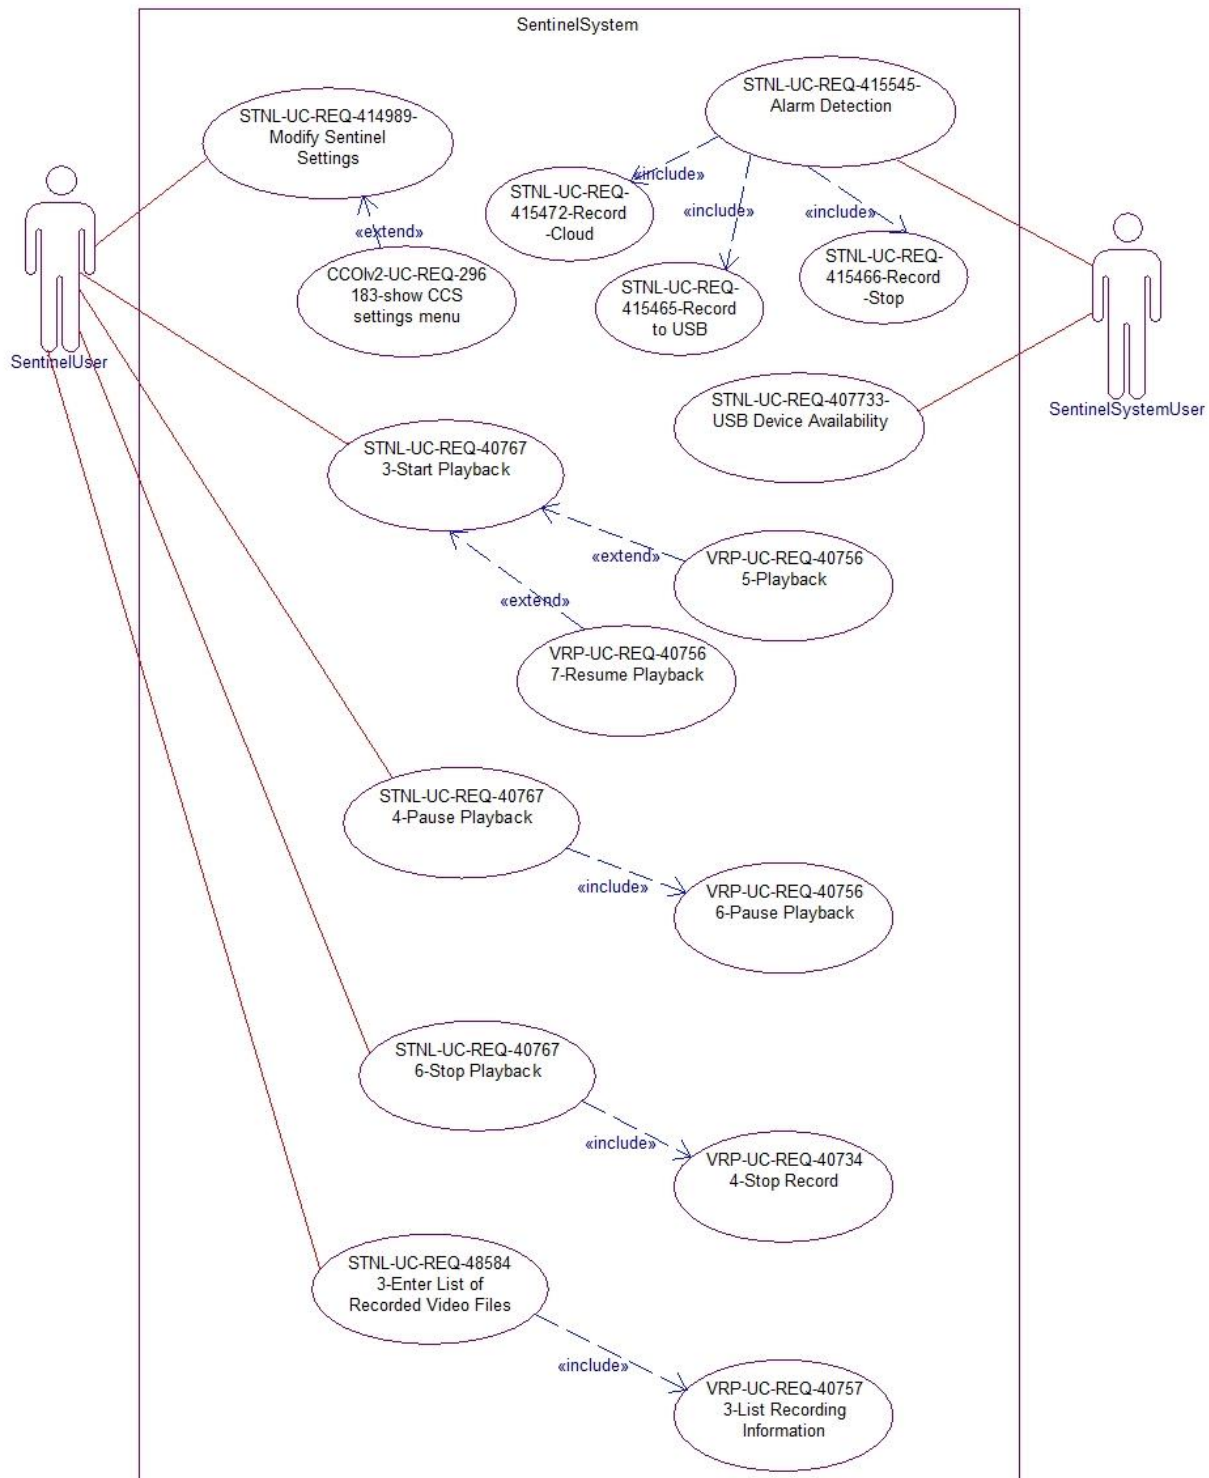 SentinelSystem
STNL-UC-REQ-414989-
Modify Sentinel
Settings
STNL-UC-REQ-415545-
Alarm Detection
«include»
STNL-UC-REQ-
415472-Record
-Cloud
«include»
«include»
«extend»
CCOIv2-UC-REQ-296
183-show CCS
settings menu
STNL-UC-REQ-
415465-Record
to USB
STNL-UC-REQ-
415466-Record
-Stop
SentinelUser
STNL-UC-REQ-407733-
USB Device Availability
SentinelSystemUser
STNL-UC-REQ-40767
3-Start Playback
«extend»
VRP-UC-REQ-40756
5-Playback
«extend»
VRP-UC-REQ-40756
7-Resume Playback
STNL-UC-REQ-40767
4-Pause Playback
«include»
VRP-UC-REQ-40756
6-Pause Playback
STNL-UC-REQ-40767
6-Stop Playback
«include»
VRP-UC-REQ-40734
4-Stop Record
STNL-UC-REQ-48584
3-Enter List of
Recorded Video Files
«include»
VRP-UC-REQ-40757
3-List Recording
Information